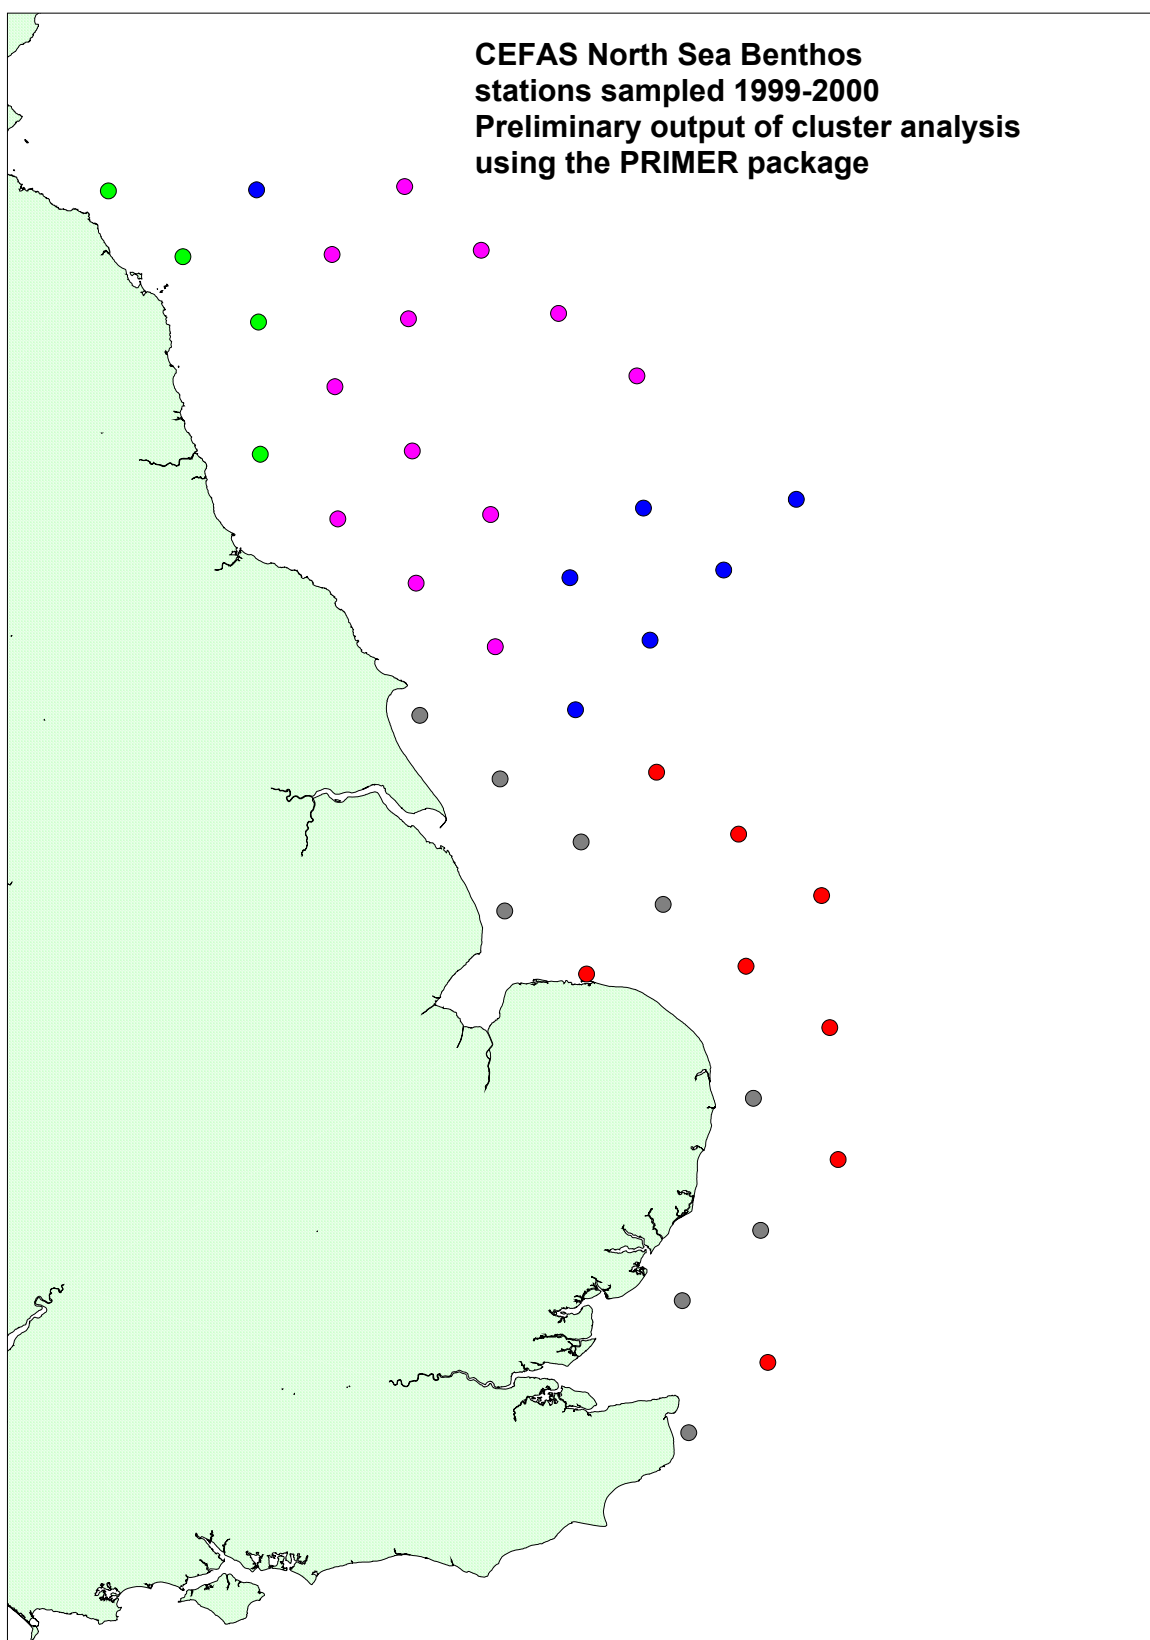 CEFAS North Sea Benthos
stations sampled 1999-2000
Preliminary output of cluster analysis
using the PRIMER package